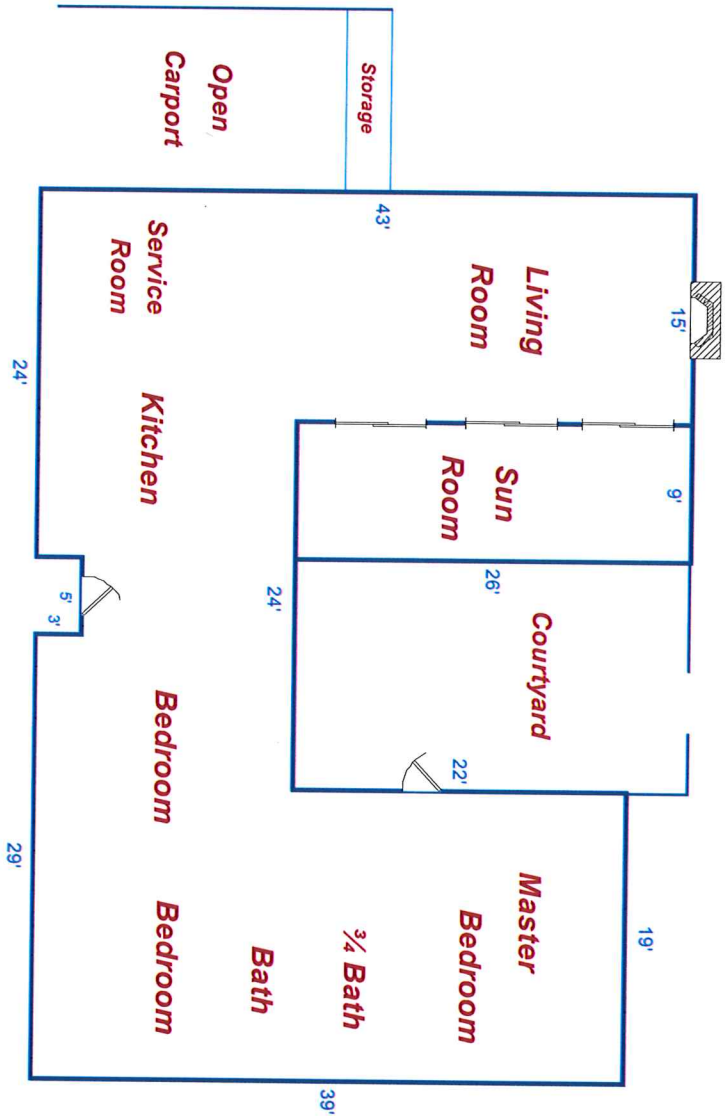 15'
9'
19'
Living
Room
Sun
Room
Courtyard
Master
Bedroom
26'
22'
43'
Storage
¾ Bath
39'
24'
Bath
Open
Carport
Service
Room
Kitchen
Bedroom
Bedroom
5'
3'
24'
29'